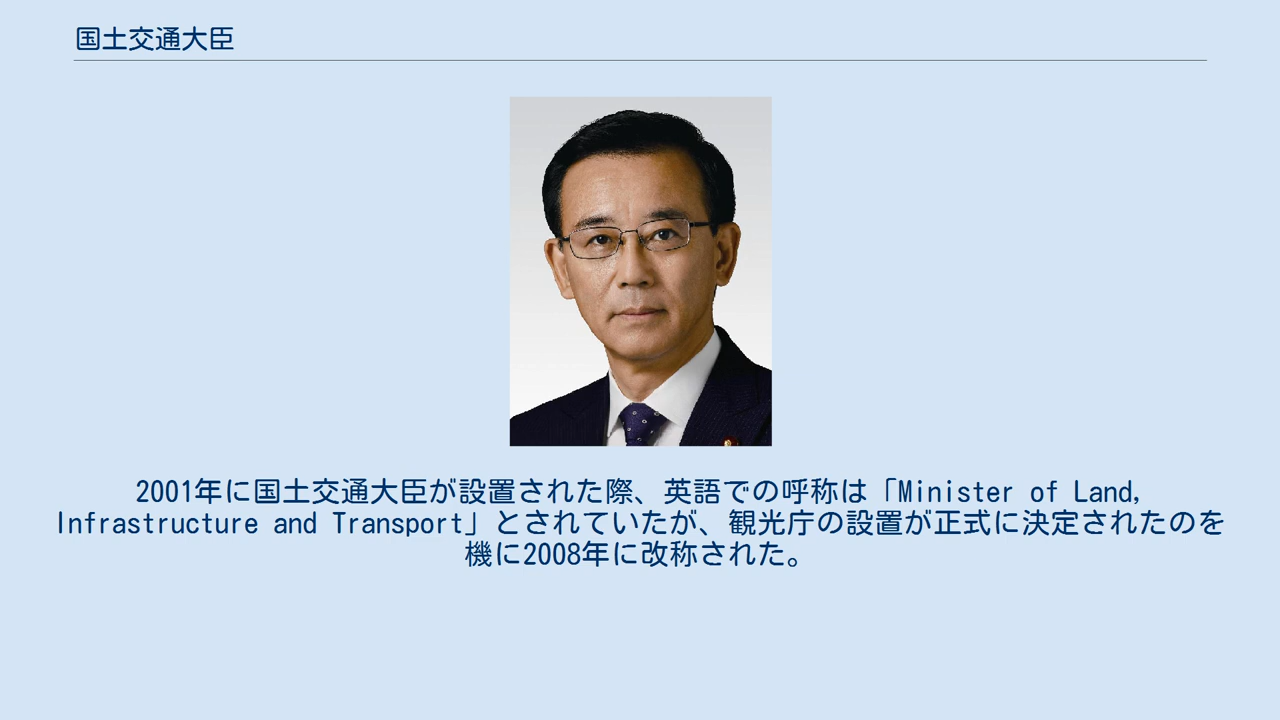 国土交通大臣
2001年に国土交通大臣が設置された際、英語での呼称は「Minister of Land,
Infrastructure and Transport」とされていたが、観光庁の設置が正式に決定されたのを
機に2008年に改称された。